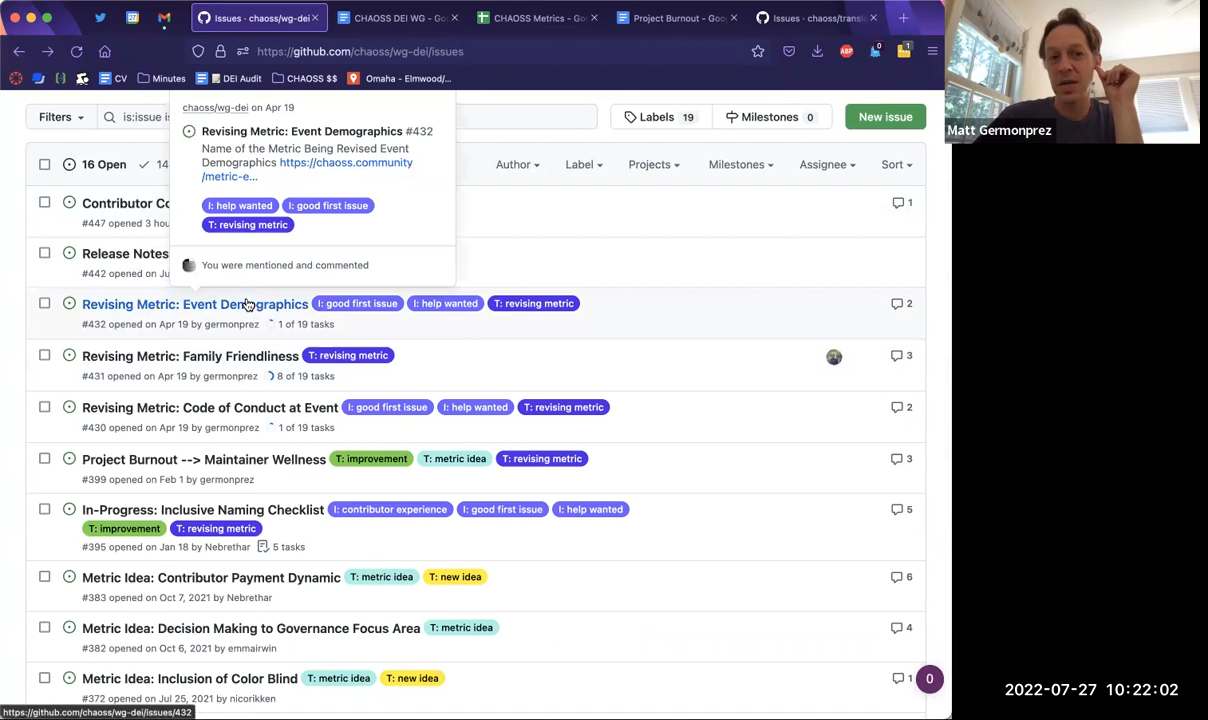 Issues · chaoss/wg-dei
CHAOSS DEI WG - Go
CHAOSS Metrics - Go
Project Burnout - Goo
Issues · chaoss/transla
https://github.com/chaoss/wg-dei/issues
ABP
0
1
CV
Minutes
DEI Audit
CHAOSS $$
Omaha - Elmwood/...
Matt Germonprez
Filters
is:issue is
Labels 19
Milestones 0
New issue
chaoss/wg-dei on Apr 19
Revising Metric: Event Demographics #432
Name of the Metric Being Revised Event
Demographics https://chaoss.community
/metric-e...
I: help wanted
I: good first issue
T: revising metric
You were mentioned and commented
16 Open
14
Author
Label
Projects
Milestones
Assignee
Sort
Contributor Co
1
#447 opened 3 hou
Release Notes
#442 opened on Ju
Revising Metric: Event Demographics I: good first issue I: help wanted T: revising metric 2
#432 opened on Apr 19 by germonprez 1 of 19 tasks
Revising Metric: Family Friendliness T: revising metric 3
#431 opened on Apr 19 by germonprez 8 of 19 tasks
Revising Metric: Code of Conduct at Event I: good first issue I: help wanted T: revising metric 2
#430 opened on Apr 19 by germonprez 1 of 19 tasks
Project Burnout --> Maintainer Wellness T: improvement T: metric idea T: revising metric 3
#399 opened on Feb 1 by germonprez
In-Progress: Inclusive Naming Checklist I: contributor experience I: good first issue I: help wanted 5
T: improvement T: revising metric
#395 opened on Jan 18 by Nebrethar 5 tasks
Metric Idea: Contributor Payment Dynamic T: metric idea T: new idea 6
#383 opened on Oct 7, 2021 by Nebrethar
Metric Idea: Decision Making to Governance Focus Area T: metric idea 4
#382 opened on Oct 6, 2021 by emmairwin
Metric Idea: Inclusion of Color Blind T: metric idea T: new idea 1
0
#372 opened on Jul 25, 2021 by nicorikken
https://github.com/chaoss/wg-dei/issues/432
2022-07-27 10:22:02